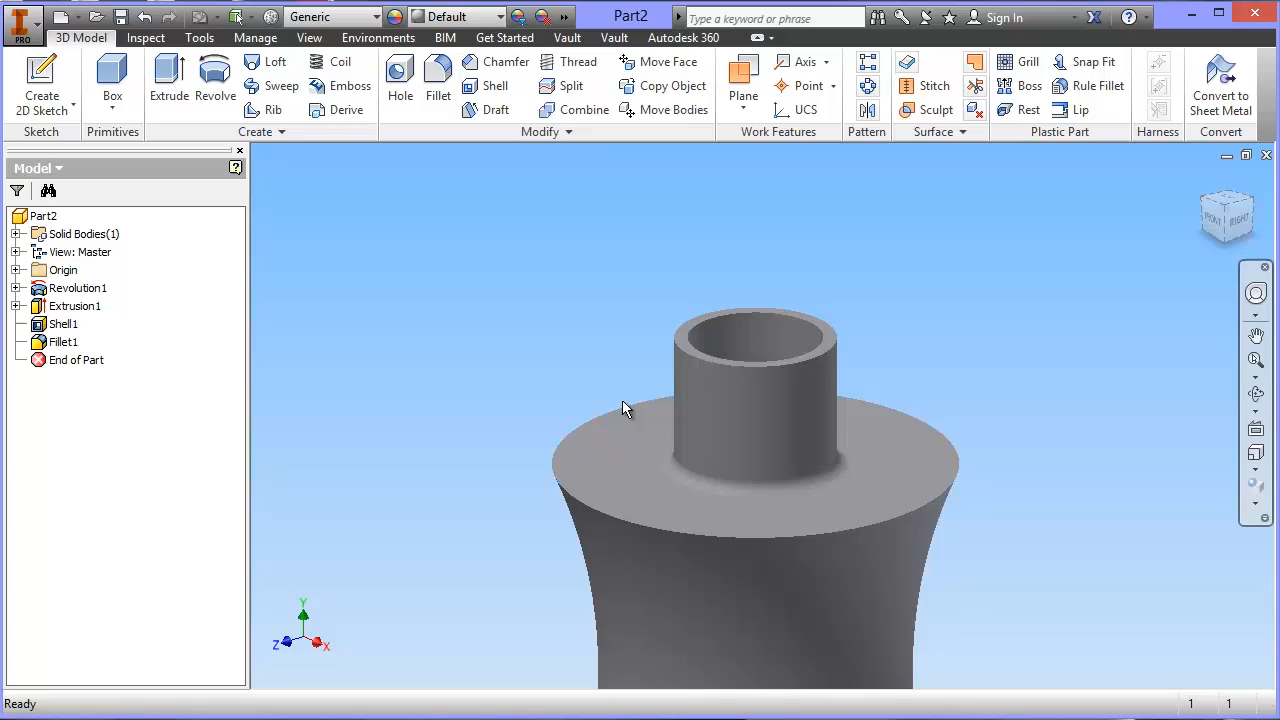 Generic Default Part2 Type a keyword or phrase Sign In
PRO 3D Model Inspect Tools Manage View Environments BIM Get Started Vault Vault Autodesk 360
Create 2D Sketch Box Extrude Revolve Loft Coil Hole Fillet Chamfer Thread Move Face Plane Axis Stitch Grill Snap Fit Convert to Sheet Metal
Sweep Emboss Shell Split Copy Object Point Boss Rule Fillet
Rib Derive Draft Combine Move Bodies UCS Sculpt Rest Lip
Sketch Primitives Create Modify Work Features Pattern Surface Plastic Part Harness Convert
Model
Part2
Solid Bodies(1)
View: Master
Origin
Revolution1
Extrusion1
Shell1
Fillet1
End of Part
FRONT RIGHT
Y
Z X
Ready 1 1